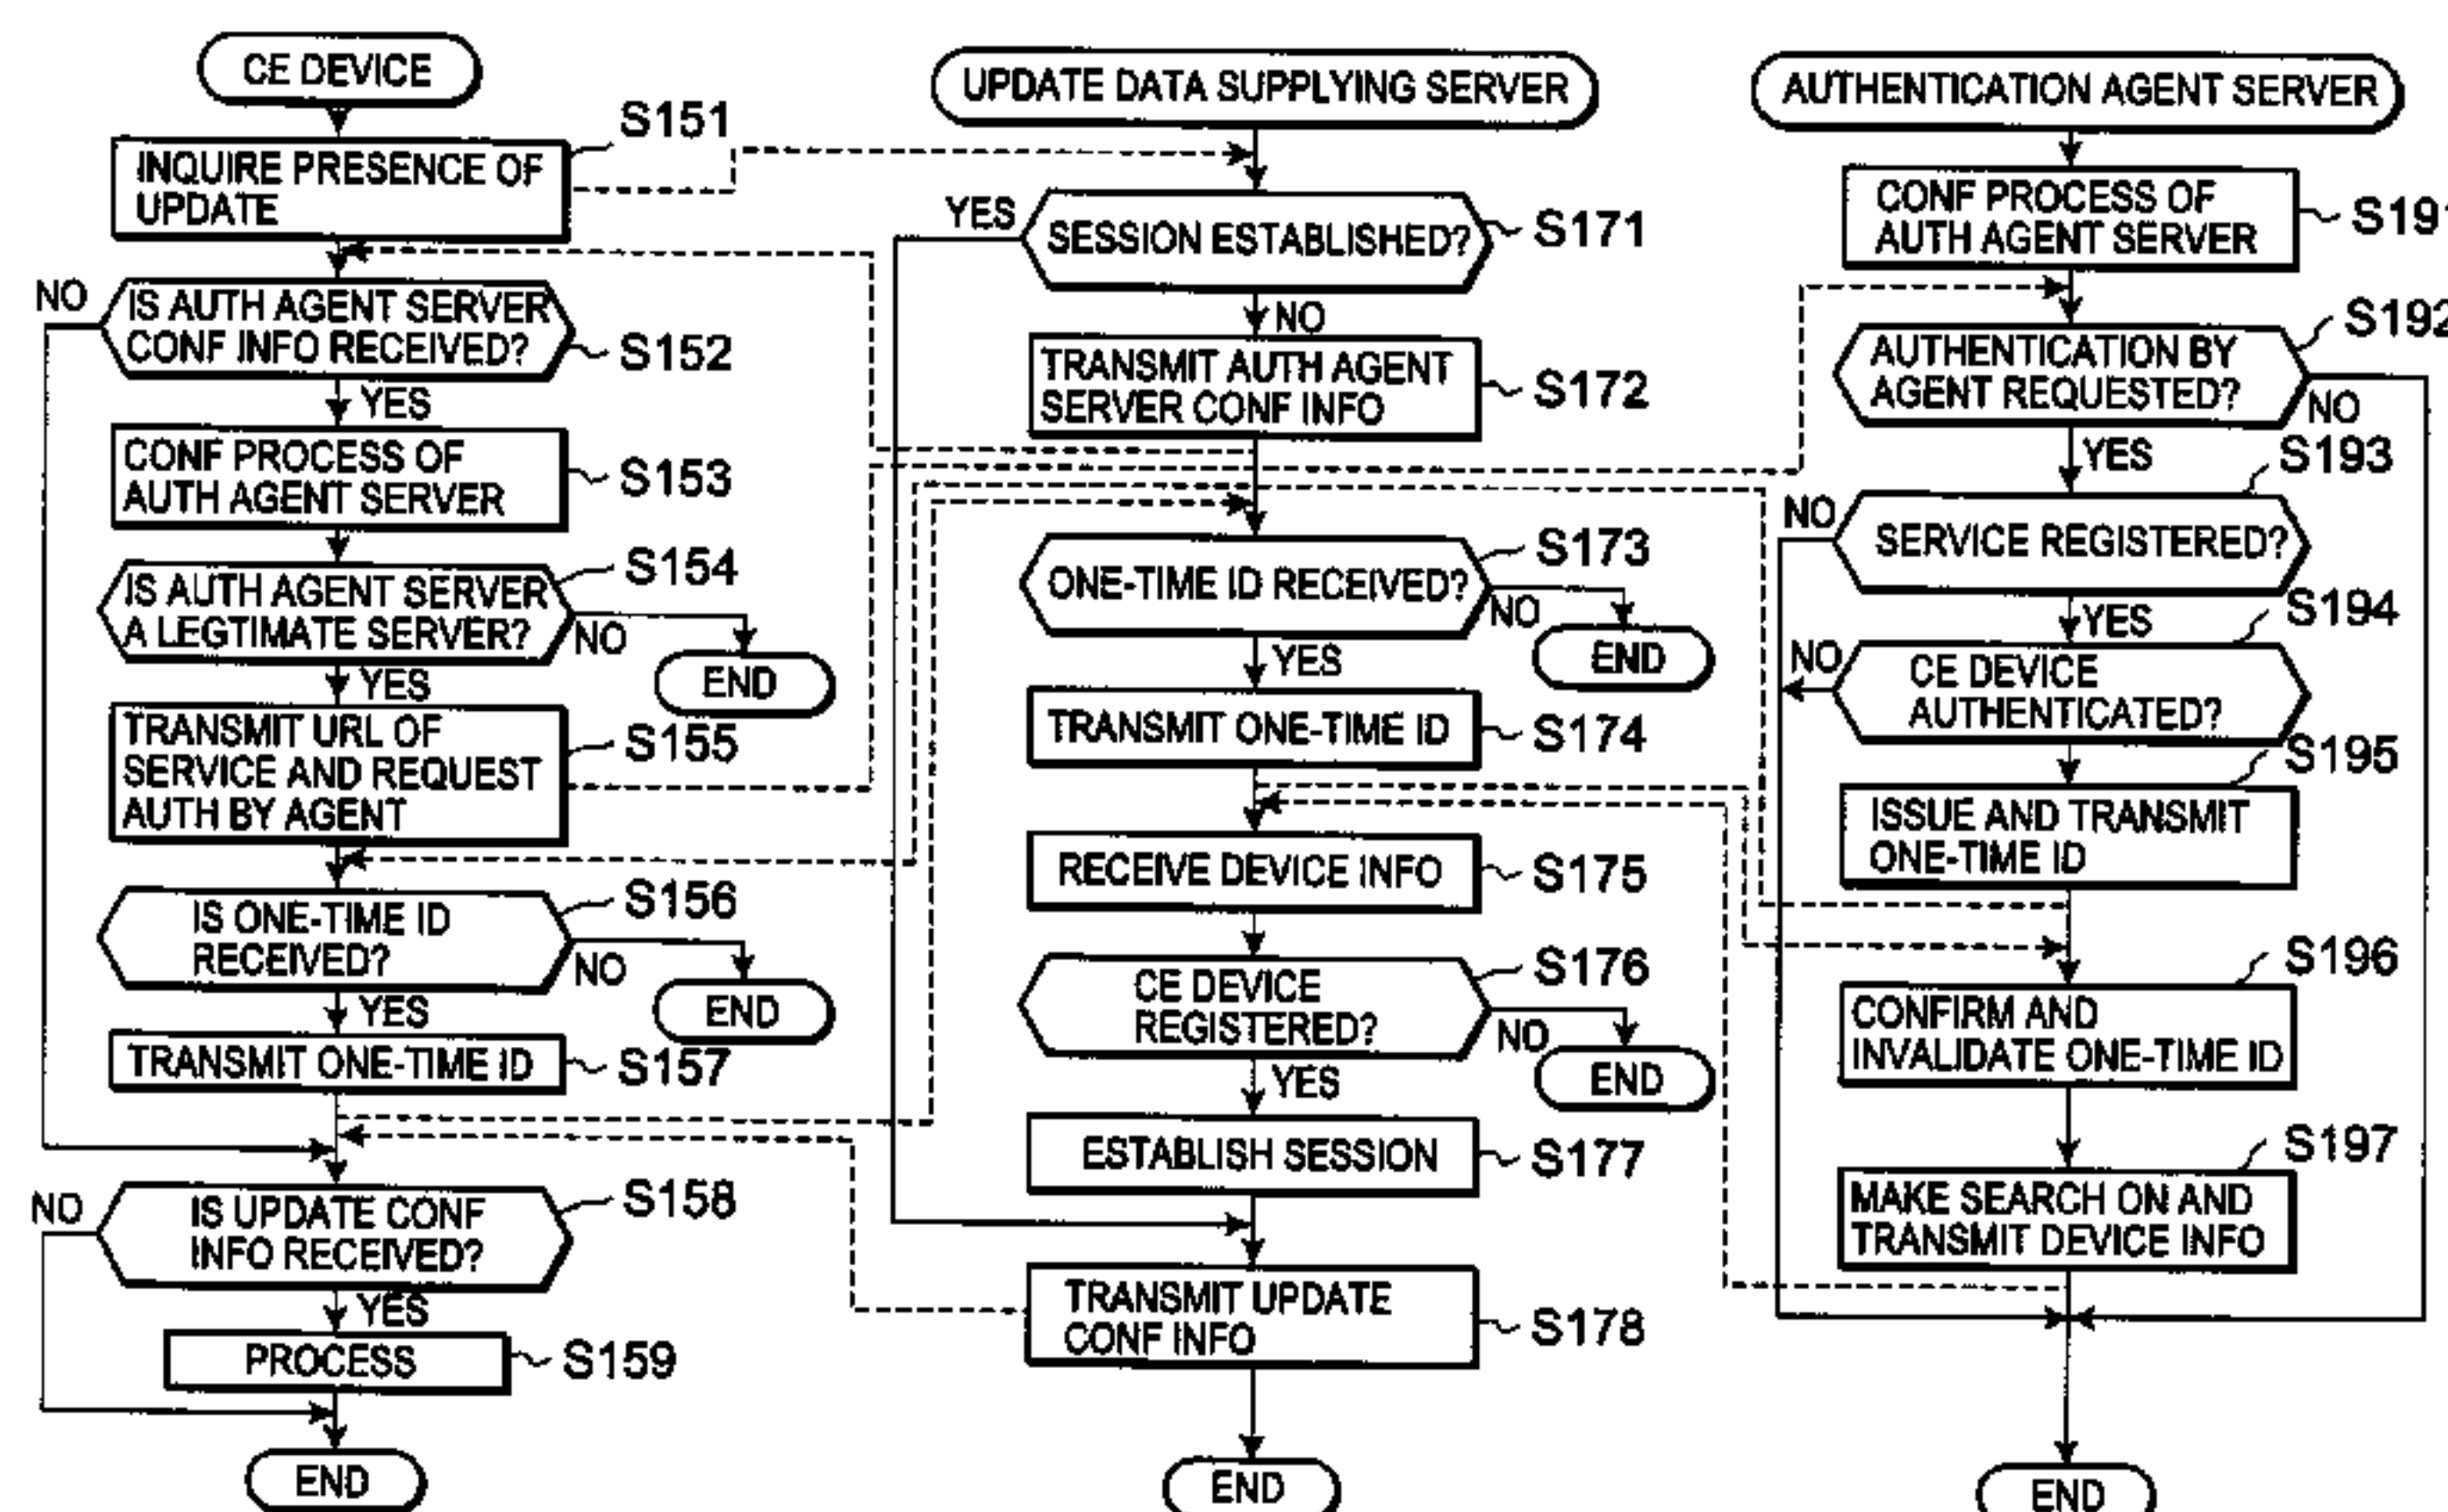 CE DEVICE
S151
INQUIRE PRESENCE OF
UPDATE
NO
IS AUTH AGENT SERVER
CONF INFO RECEIVED?
S152
YES
CONF PROCESS OF
AUTH AGENT SERVER
S153
IS AUTH AGENT SERVER
A LEGTIMATE SERVER?
S154
NO
END
YES
TRANSMIT URL OF
SERVICE AND REQUEST
AUTH BY AGENT
S155
IS ONE-TIME ID
RECEIVED?
S156
NO
END
YES
TRANSMIT ONE-TIME ID
S157
NO
IS UPDATE CONF
INFO RECEIVED?
S158
YES
PROCESS
S159
END
UPDATE DATA SUPPLYING SERVER
YES
SESSION ESTABLISHED?
S171
NO
TRANSMIT AUTH AGENT
SERVER CONF INFO
S172
ONE-TIME ID RECEIVED?
S173
NO
END
YES
TRANSMIT ONE-TIME ID
S174
RECEIVE DEVICE INFO
S175
CE DEVICE
REGISTERED?
S176
NO
END
YES
ESTABLISH SESSION
S177
TRANSMIT UPDATE
CONF INFO
S178
END
AUTHENTICATION AGENT SERVER
CONF PROCESS OF
AUTH AGENT SERVER
S191
AUTHENTICATION BY
AGENT REQUESTED?
S192
NO
YES
S193
NO
SERVICE REGISTERED?
YES
S194
NO
CE DEVICE
AUTHENTICATED?
S195
ISSUE AND TRANSMIT
ONE-TIME ID
S196
CONFIRM AND
INVALIDATE ONE-TIME ID
S197
MAKE SEARCH ON AND
TRANSMIT DEVICE INFO
END